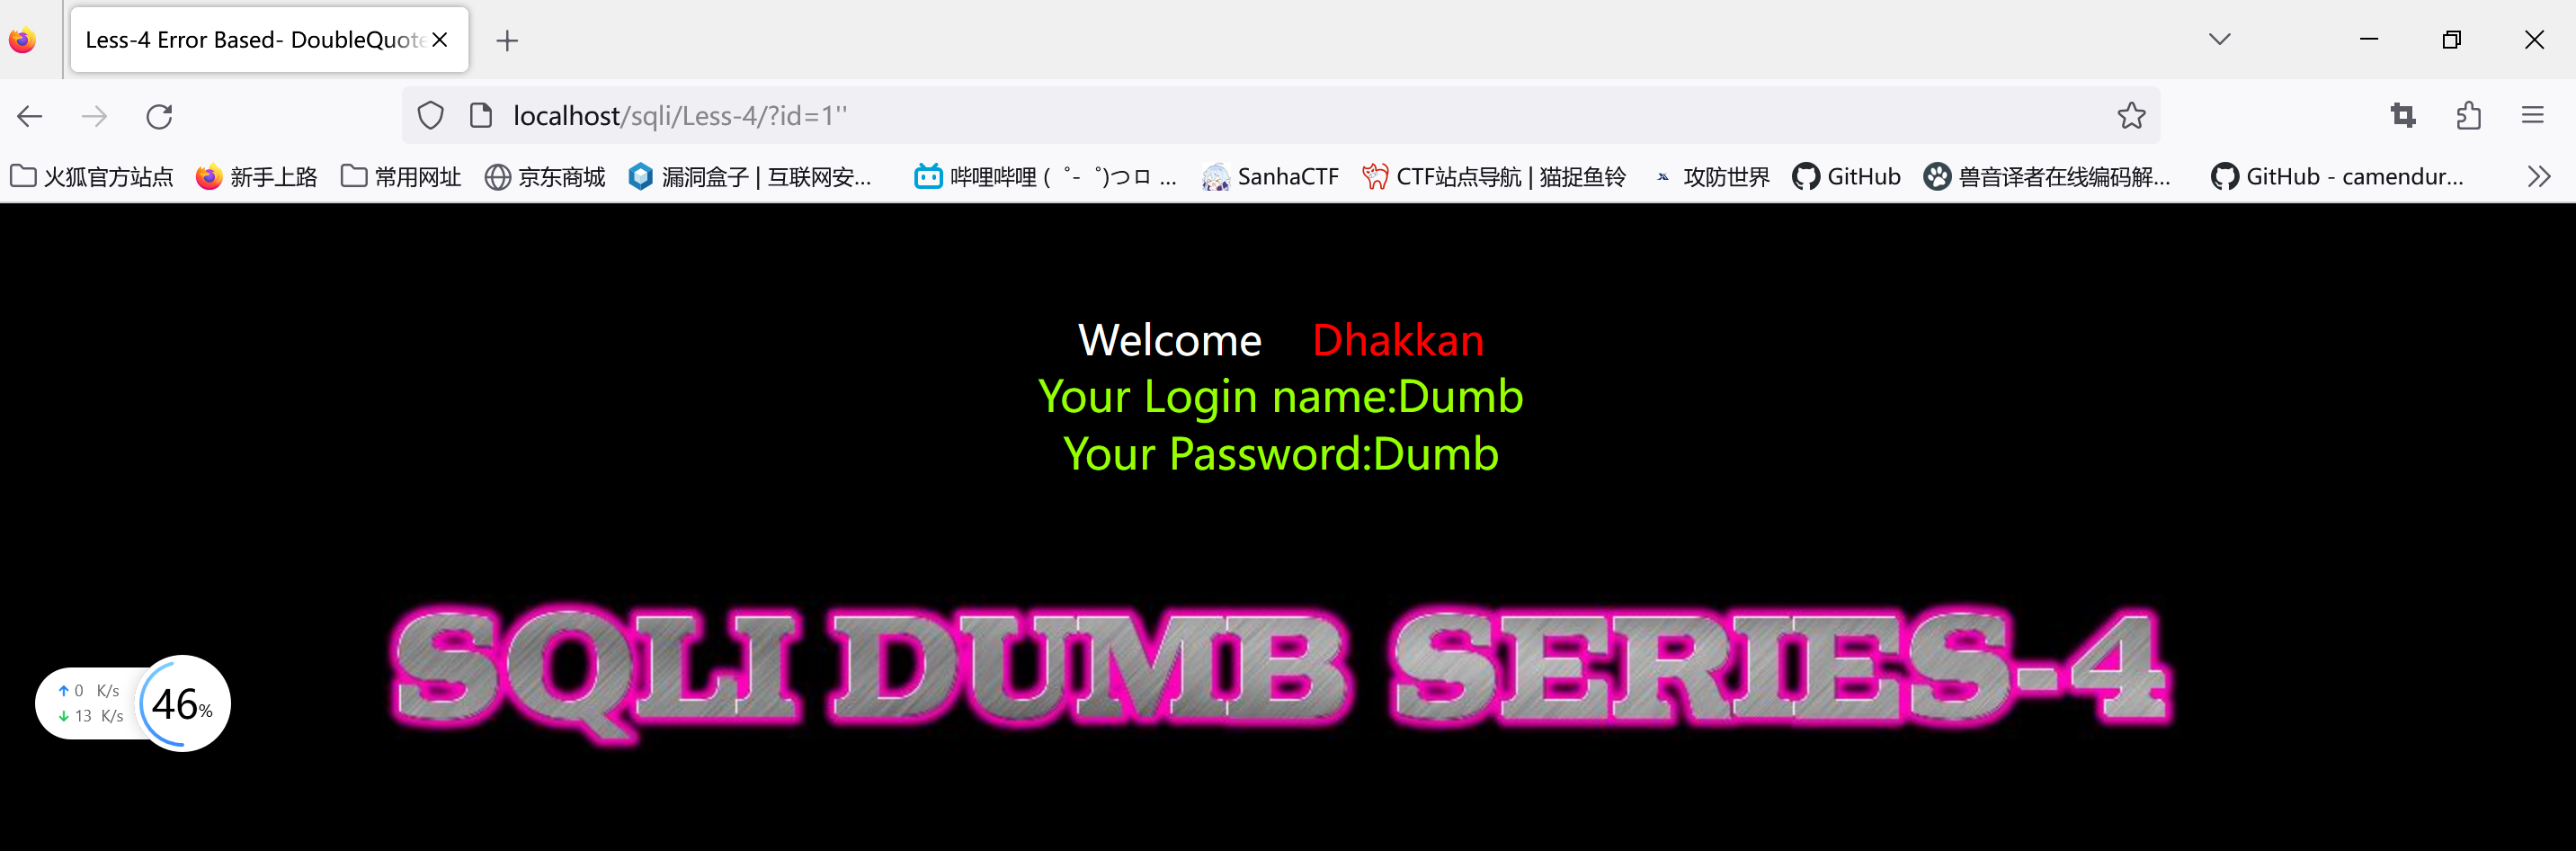 Less-4 Error Based- DoubleQuote
localhost/sqli/Less-4/?id=1''
火狐官方站点 新手上路 常用网址 京东商城 漏洞盒子 | 互联网安... 哔哩哔哩 ( ゜- ゜)つロ ... SanhaCTF CTF站点导航 | 猫捉鱼铃 攻防世界 GitHub 兽音译者在线编码解... GitHub - camendur...
Welcome Dhakkan
Your Login name:Dumb
Your Password:Dumb
SQLI DUMB SERIES-4
0 K/s
13 K/s
46%